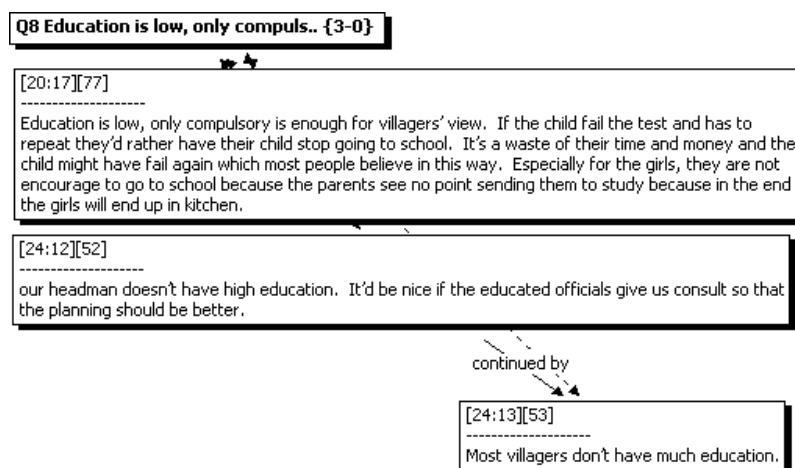 Q8 Education is low, only compuls.. {3-0}
[20:17][77]
--------------------
Education is low, only compulsory is enough for villagers' view. If the child fail the test and has to
repeat they'd rather have their child stop going to school. It's a waste of their time and money and the
child might have fail again which most people believe in this way. Especially for the girls, they are not
encourage to go to school because the parents see no point sending them to study because in the end
the girls will end up in kitchen.
[24:12][52]
--------------------
our headman doesn't have high education. It'd be nice if the educated officials give us consult so that
the planning should be better.
continued by
[24:13][53]
--------------------
Most villagers don't have much education.